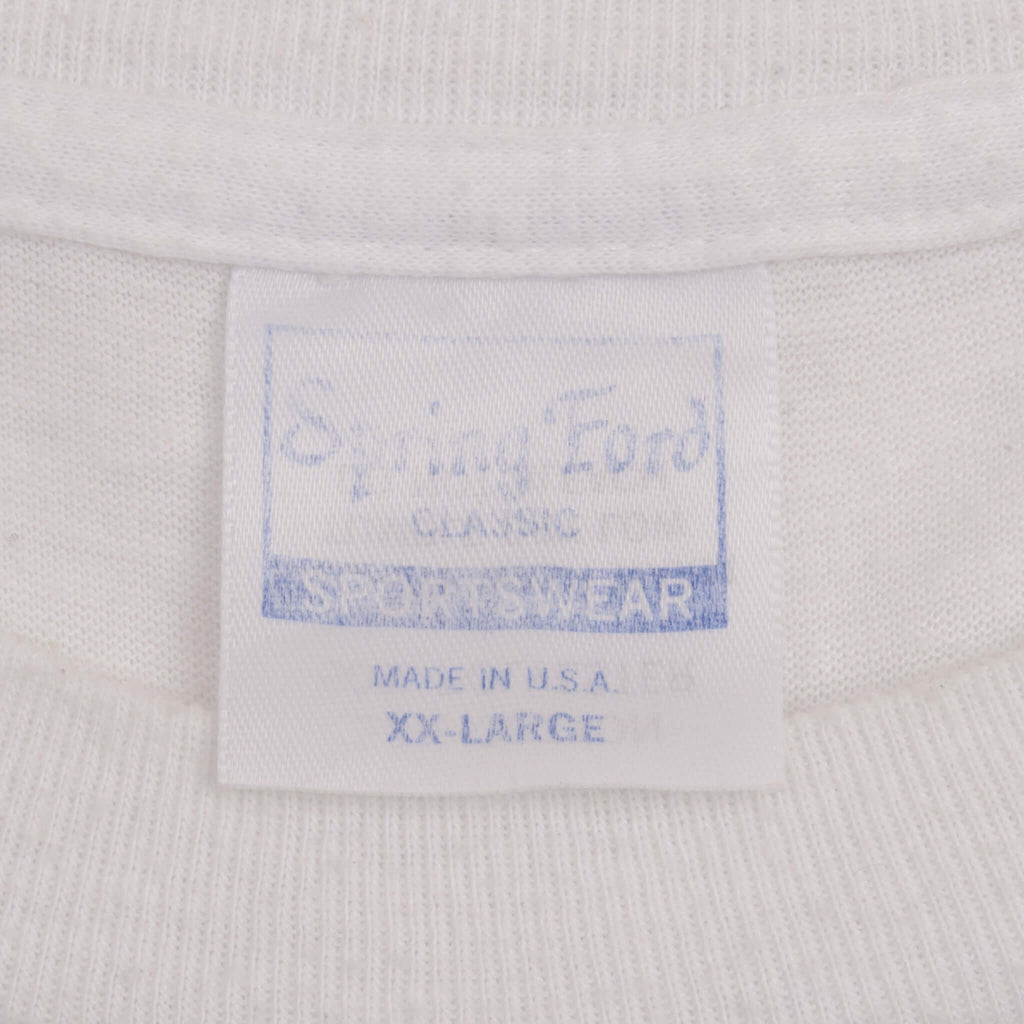 Spring Ford
CLASSIC
SPORTSWEAR
MADE IN U.S.A.
XX-LARGE